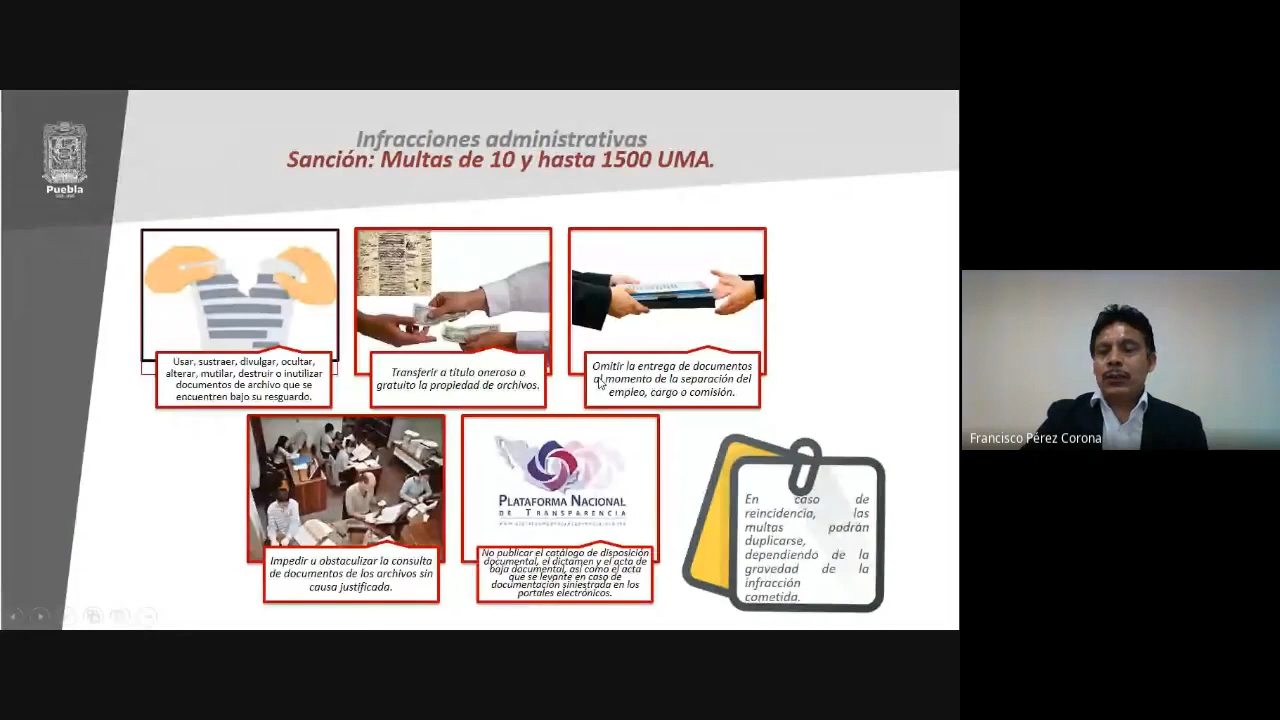 Infracciones administrativas
Sanción: Multas de 10 y hasta 1500 UMA.
Puebla
Usar, sustraer, divulgar, ocultar,
alterar, mutilar, destruir o inutilizar
documentos de archivo que se
encuentren bajo su resguardo.
Transferir a título oneroso o
gratuito la propiedad de archivos.
Omitir la entrega de documentos
al momento de la separación del
empleo, cargo o comisión.
Impedir u obstaculizar la consulta
de documentos de los archivos sin
causa justificada.
PLATAFORMA NACIONAL
DE TRANSPARENCIA
No publicar el catálogo de disposición
documental, el dictamen y el acta de
baja documental, así como el acta
que se levante en caso de
documentación siniestrada en los
portales electrónicos.
En caso de
reincidencia, las
multas podrán
duplicarse,
dependiendo de la
gravedad de la
infracción
cometida.
Francisco Pérez Corona